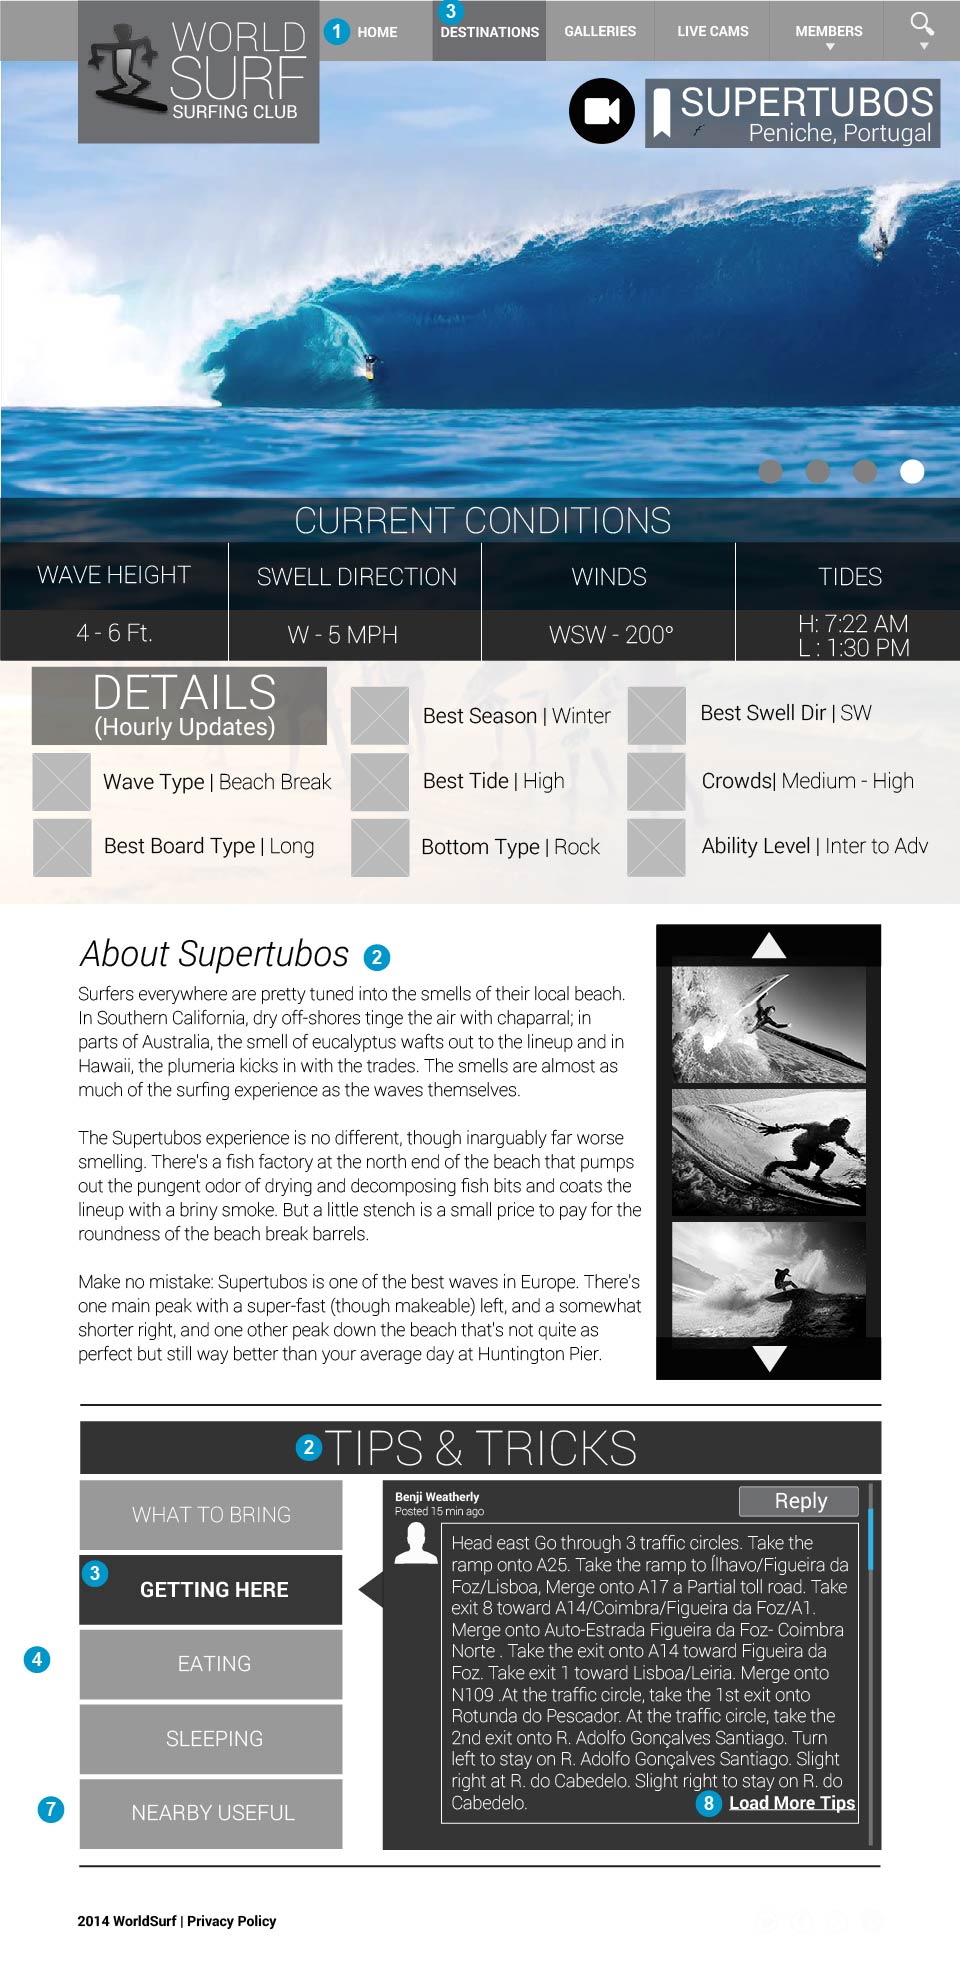 WORLD
SURF
SURFING CLUB
1 HOME
3
DESTINATIONS
GALLERIES
LIVE CAMS
MEMBERS
SUPERTUBOS
Peniche, Portugal
CURRENT CONDITIONS
WAVE HEIGHT
SWELL DIRECTION
WINDS
TIDES
4 - 6 Ft.
W - 5 MPH
WSW - 200°
H: 7:22 AM
L : 1:30 PM
DETAILS
(Hourly Updates)
Best Season | Winter
Best Swell Dir | SW
Wave Type | Beach Break
Best Tide | High
Crowds| Medium - High
Best Board Type | Long
Bottom Type | Rock
Ability Level | Inter to Adv
About Supertubos 2
Surfers everywhere are pretty tuned into the smells of their local beach.
In Southern California, dry off-shores tinge the air with chaparral; in
parts of Australia, the smell of eucalyptus wafts out to the lineup and in
Hawaii, the plumeria kicks in with the trades. The smells are almost as
much of the surfing experience as the waves themselves.
The Supertubos experience is no different, though inarguably far worse
smelling. There's a fish factory at the north end of the beach that pumps
out the pungent odor of drying and decomposing fish bits and coats the
lineup with a briny smoke. But a little stench is a small price to pay for the
roundness of the beach break barrels.
Make no mistake: Supertubos is one of the best waves in Europe. There's
one main peak with a super-fast (though makeable) left, and a somewhat
shorter right, and one other peak down the beach that's not quite as
perfect but still way better than your average day at Huntington Pier.
2 TIPS & TRICKS
WHAT TO BRING
3
GETTING HERE
4
EATING
SLEEPING
7
NEARBY USEFUL
Benji Weatherly
Posted 15 min ago
Reply
Head east Go through 3 traffic circles. Take the
ramp onto A25. Take the ramp to Ílhavo/Figueira da
Foz/Lisboa, Merge onto A17 a Partial toll road. Take
exit 8 toward A14/Coimbra/Figueira da Foz/A1.
Merge onto Auto-Estrada Figueira da Foz- Coimbra
Norte . Take the exit onto A14 toward Figueira da
Foz. Take exit 1 toward Lisboa/Leiria. Merge onto
N109 .At the traffic circle, take the 1st exit onto
Rotunda do Pescador. At the traffic circle, take the
2nd exit onto R. Adolfo Gonçalves Santiago. Turn
left to stay on R. Adolfo Gonçalves Santiago. Slight
right at R. do Cabedelo. Slight right to stay on R. do
Cabedelo.
8 Load More Tips
2014 WorldSurf | Privacy Policy